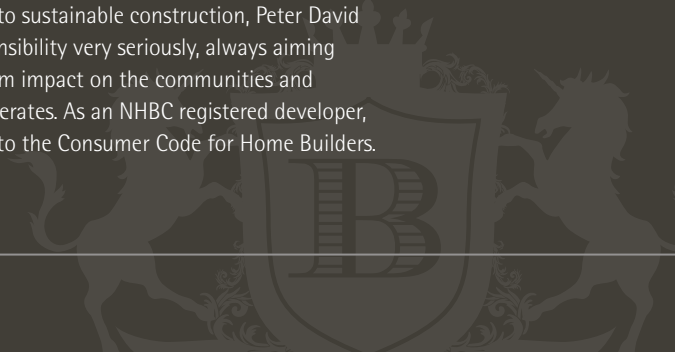 to sustainable construction, Peter David
nsibility very seriously, always aiming
m impact on the communities and
erates. As an NHBC registered developer,
to the Consumer Code for Home Builders.
B